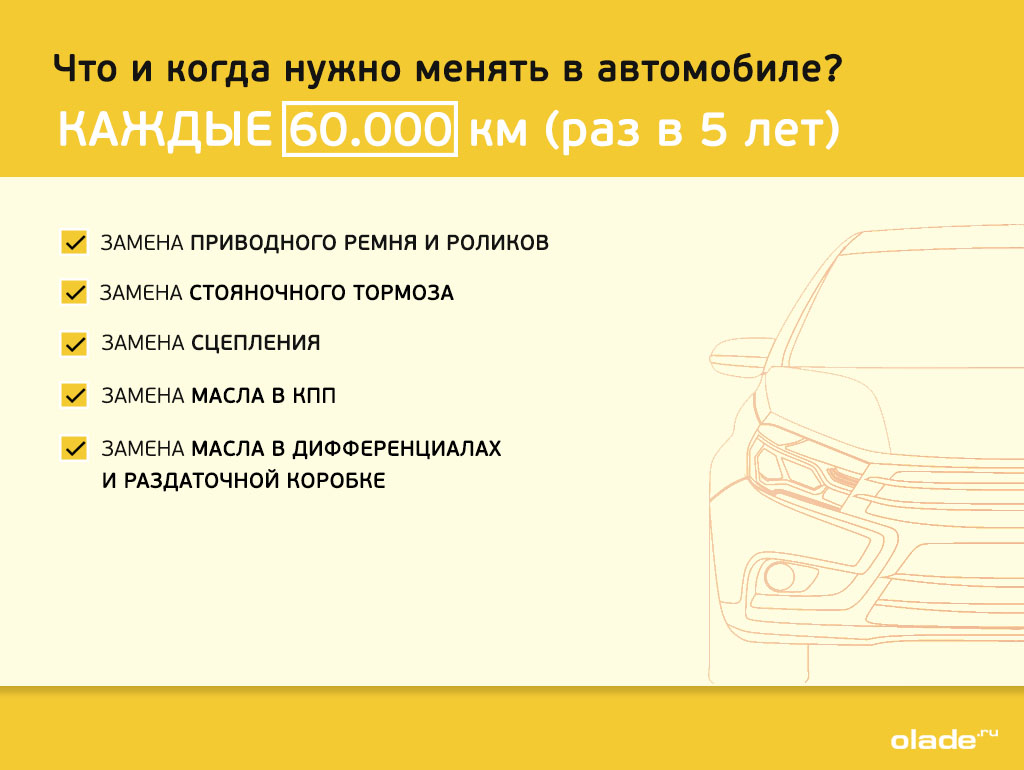 Что и когда нужно менять в автомобиле?
КАЖДЫЕ 60.000 км (раз в 5 лет)
ЗАМЕНА ПРИВОДНОГО РЕМНЯ И РОЛИКОВ
ЗАМЕНА СТОЯНОЧНОГО ТОРМОЗА
ЗАМЕНА СЦЕПЛЕНИЯ
ЗАМЕНА МАСЛА В КПП
ЗАМЕНА МАСЛА В ДИФФЕРЕНЦИАЛАХ
И РАЗДАТОЧНОЙ КОРОБКЕ
olade.ru